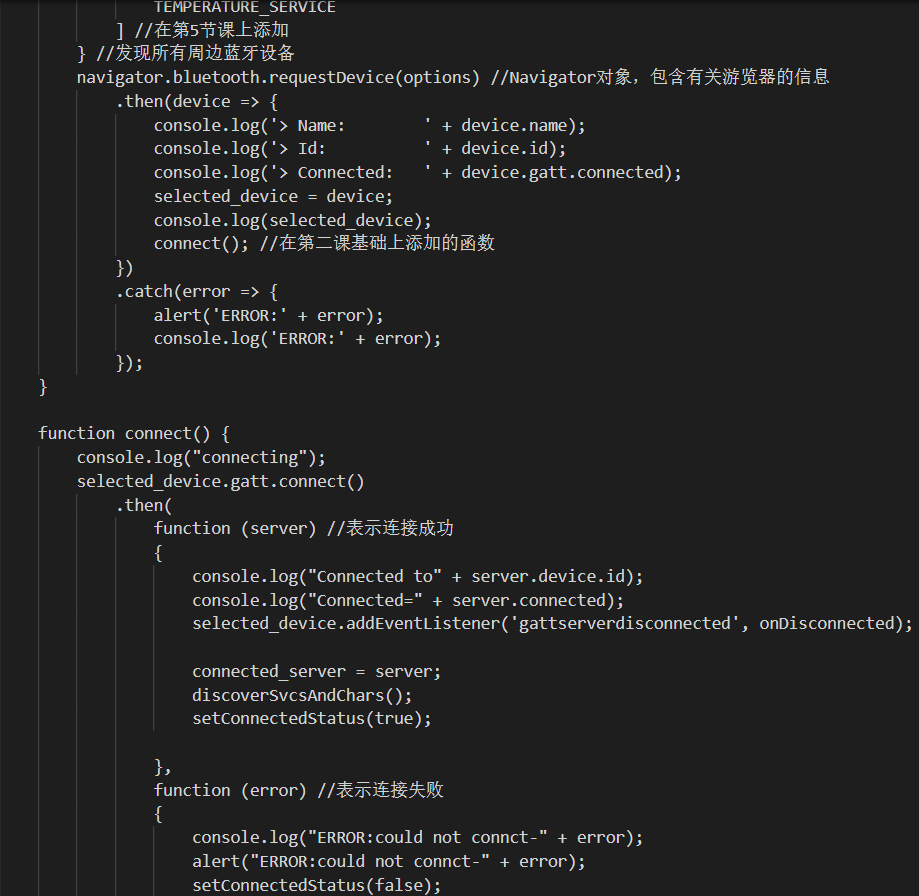 TEMPERATURE_SERVICE
] //在第5节课上添加
} //发现所有周边蓝牙设备
navigator.bluetooth.requestDevice(options) //Navigator对象，包含有关游览器的信息
.then(device => {
console.log('> Name:        ' + device.name);
console.log('> Id:          ' + device.id);
console.log('> Connected:   ' + device.gatt.connected);
selected_device = device;
console.log(selected_device);
connect(); //在第二课基础上添加的函数
})
.catch(error => {
alert('ERROR:' + error);
console.log('ERROR:' + error);
});
}
function connect() {
console.log("connecting");
selected_device.gatt.connect()
.then(
function (server) //表示连接成功
{
console.log("Connected to" + server.device.id);
console.log("Connected=" + server.connected);
selected_device.addEventListener('gattserverdisconnected', onDisconnected);
connected_server = server;
discoverSvcsAndChars();
setConnectedStatus(true);
},
function (error) //表示连接失败
{
console.log("ERROR:could not connct-" + error);
alert("ERROR:could not connct-" + error);
setConnectedStatus(false);